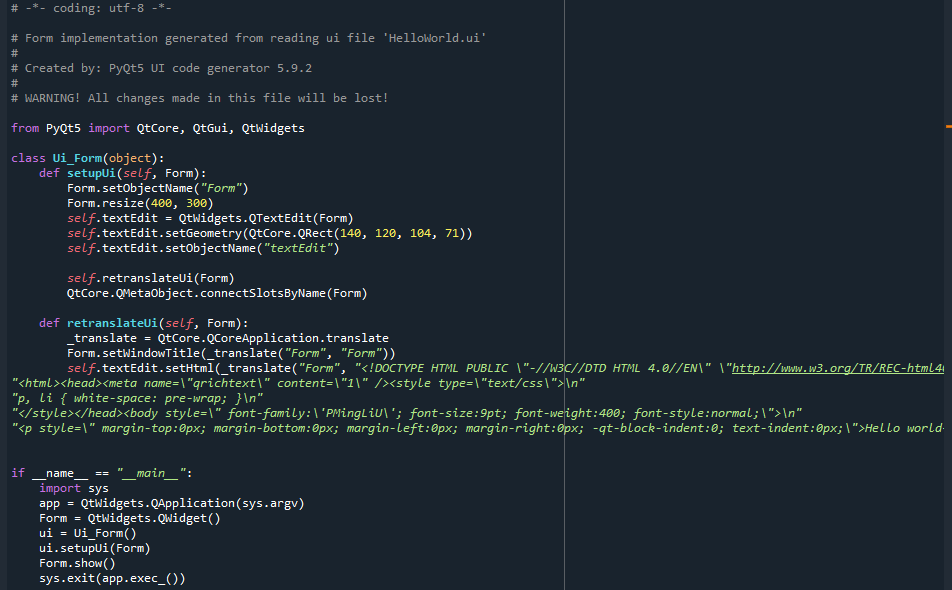 # -*- coding: utf-8 -*-
# Form implementation generated from reading ui file 'HelloWorld.ui'
#
# Created by: PyQt5 UI code generator 5.9.2
#
# WARNING! All changes made in this file will be lost!
from PyQt5 import QtCore, QtGui, QtWidgets
class Ui_Form(object):
    def setupUi(self, Form):
        Form.setObjectName("Form")
        Form.resize(400, 300)
        self.textEdit = QtWidgets.QTextEdit(Form)
        self.textEdit.setGeometry(QtCore.QRect(140, 120, 104, 71))
        self.textEdit.setObjectName("textEdit")
        self.retranslateUi(Form)
        QtCore.QMetaObject.connectSlotsByName(Form)
    def retranslateUi(self, Form):
        _translate = QtCore.QCoreApplication.translate
        Form.setWindowTitle(_translate("Form", "Form"))
        self.textEdit.setHtml(_translate("Form", "<!DOCTYPE HTML PUBLIC \"-//W3C//DTD HTML 4.0//EN\" \"http://www.w3.org/TR/REC-html40
"<html><head><meta name=\"qrichtext\" content=\"1\" /><style type=\"text/css\">\n"
"p, li { white-space: pre-wrap; }\n"
"</style></head><body style=\" font-family:\'PMingLiU\'; font-size:9pt; font-weight:400; font-style:normal;\">\n"
"<p style=\" margin-top:0px; margin-bottom:0px; margin-left:0px; margin-right:0px; -qt-block-indent:0; text-indent:0px;\">Hello world
if __name__ == "__main__":
    import sys
    app = QtWidgets.QApplication(sys.argv)
    Form = QtWidgets.QWidget()
    ui = Ui_Form()
    ui.setupUi(Form)
    Form.show()
    sys.exit(app.exec_())